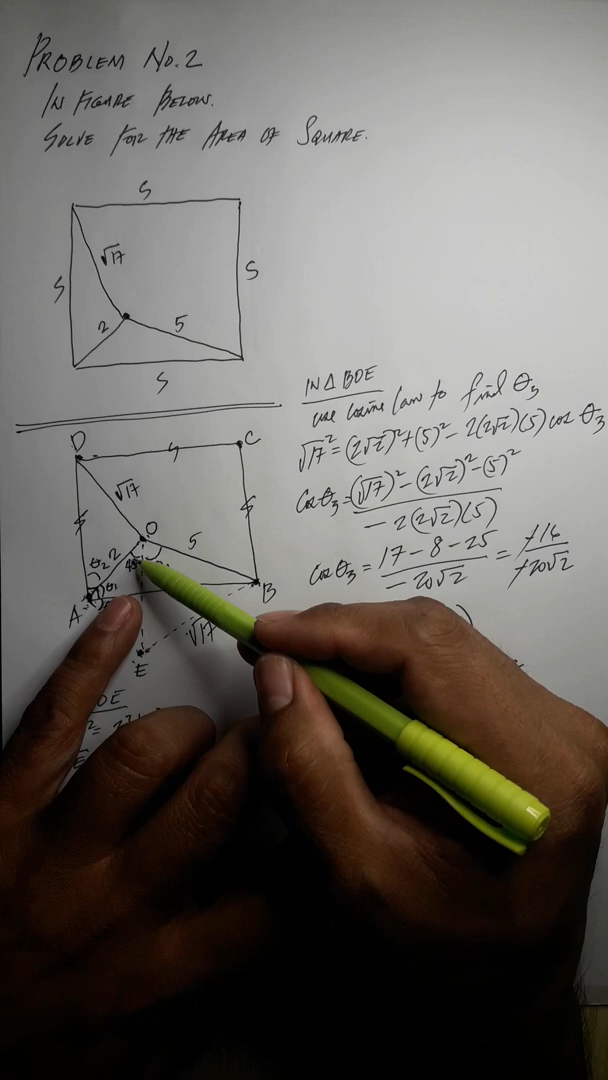 PROBLEM NO. 2
IN FIGURE BELOW.
SOLVE FOR THE AREA OF SQUARE.
S
√17
S
S
2
5
S
IN Δ BOE
use cosine law to find θ3
√17² = (2√2)² + (5)² - 2(2√2)(5) cos θ3
cos θ3 = (√17)² - (2√2)² - (5)² / -2(2√2)(5)
cos θ3 = 17 - 8 - 25 / -20√2 = -16 / -20√2
D
S
C
√17
S
O
S
θ2
2
45
5
θ1
A
B
√17
E
OE